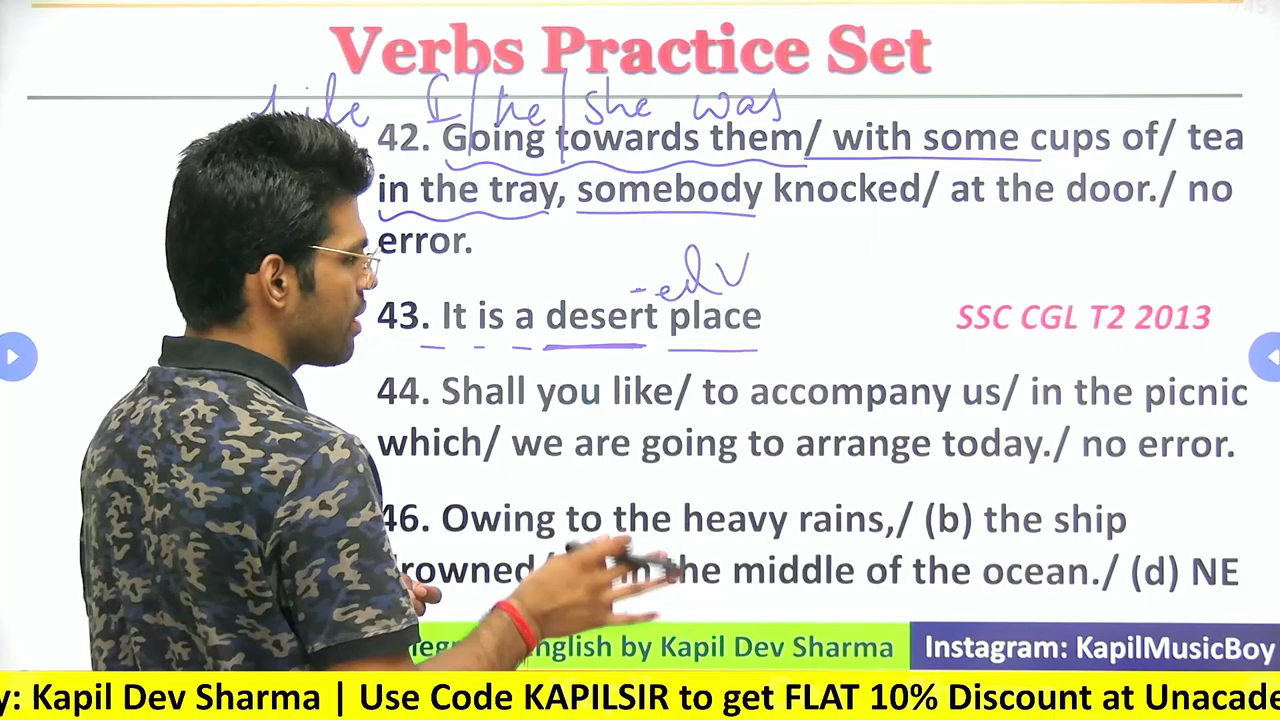 Verbs Practice Set
I/he/she was
42. Going towards them/ with some cups of/ tea
in the tray, somebody knocked/ at the door./ no
error.
-ed
43. It is a desert place
SSC CGL T2 2013
44. Shall you like/ to accompany us/ in the picnic
which/ we are going to arrange today./ no error.
46. Owing to the heavy rains,/ (b) the ship
rowned/ in the middle of the ocean./ (d) NE
nglish by Kapil Dev Sharma
Instagram: KapilMusicBoy
y: Kapil Dev Sharma | Use Code KAPILSIR to get FLAT 10% Discount at Unacade